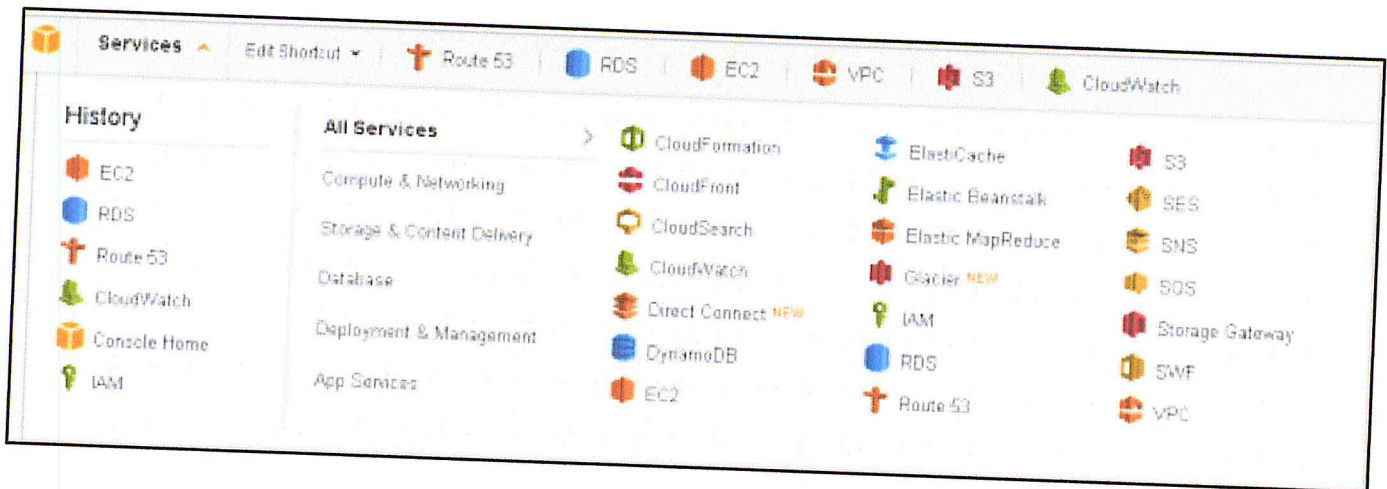 Services Edit Shortcut Route 53 RDS EC2 VPC S3 CloudWatch
History
EC2
RDS
Route 53
CloudWatch
Console Home
IAM
All Services
Compute & Networking
Storage & Content Delivery
Database
Deployment & Management
App Services
CloudFormation
CloudFront
CloudSearch
CloudWatch
Direct Connect NEW
DynamoDB
EC2
ElastiCache
Elastic Beanstalk
Elastic MapReduce
Glacier NEW
IAM
RDS
Route 53
S3
SES
SNS
SQS
Storage Gateway
SWF
VPC